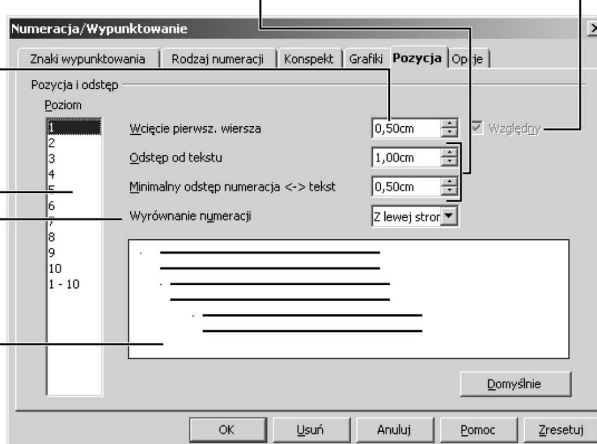 Numeracja/Wypunktowanie
Znaki wypunktowania Rodzaj numeracji Konspekt Grafiki Pozycja Opcje
Pozycja i odstęp
Poziom
1
2
3
4
5
6
7
8
9
10
1 - 10
Wcięcie pierwsz. wiersza 0,50cm Względny
Odstęp od tekstu 1,00cm
Minimalny odstęp numeracja <-> tekst 0,50cm
Wyrównanie numeracji Z lewej stror
Domyślnie
OK Usuń Anuluj Pomoc Zresetuj